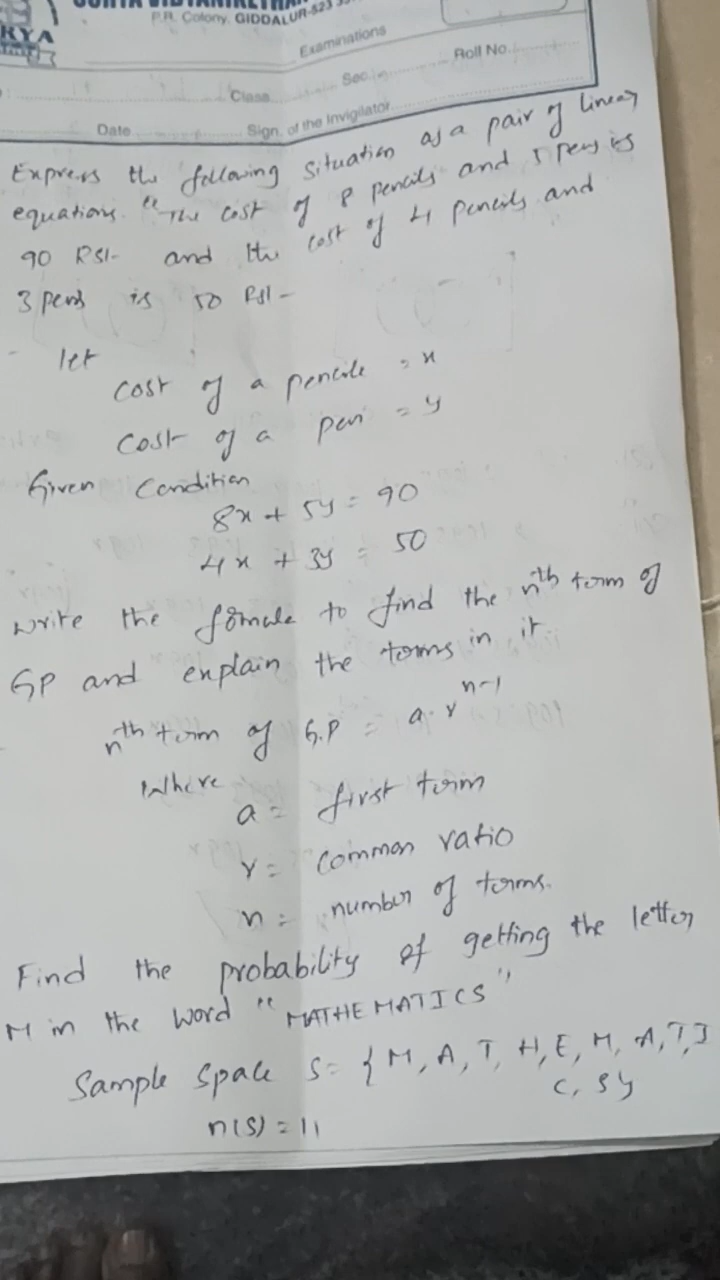 RYA
P.R. Colony, GIDDALUR-523
Examinations
Class Sec Roll No
Date Sign. of the Invigilator
Express the following situation as a pair of linear
equations. "The cost of 8 pencils and 5 pens is
90 RS/- and the cost of 4 pencils and
3 pens is 50 RS/-
let
cost of a pencile = x
cost of a pen = y
Given Condition
8x + 5y = 90
4x + 3y = 50
write the fomule to find the nth term of
GP and explain the terms in it
nth term of G.P = a.r^n-1
Where
a = first term
r = common ratio
n = number of terms.
Find the probability of getting the letter
M in the word "MATHEMATICS"
Sample Space S = {M, A, T, H, E, M, A, T, I
C, S}
n(S) = 11